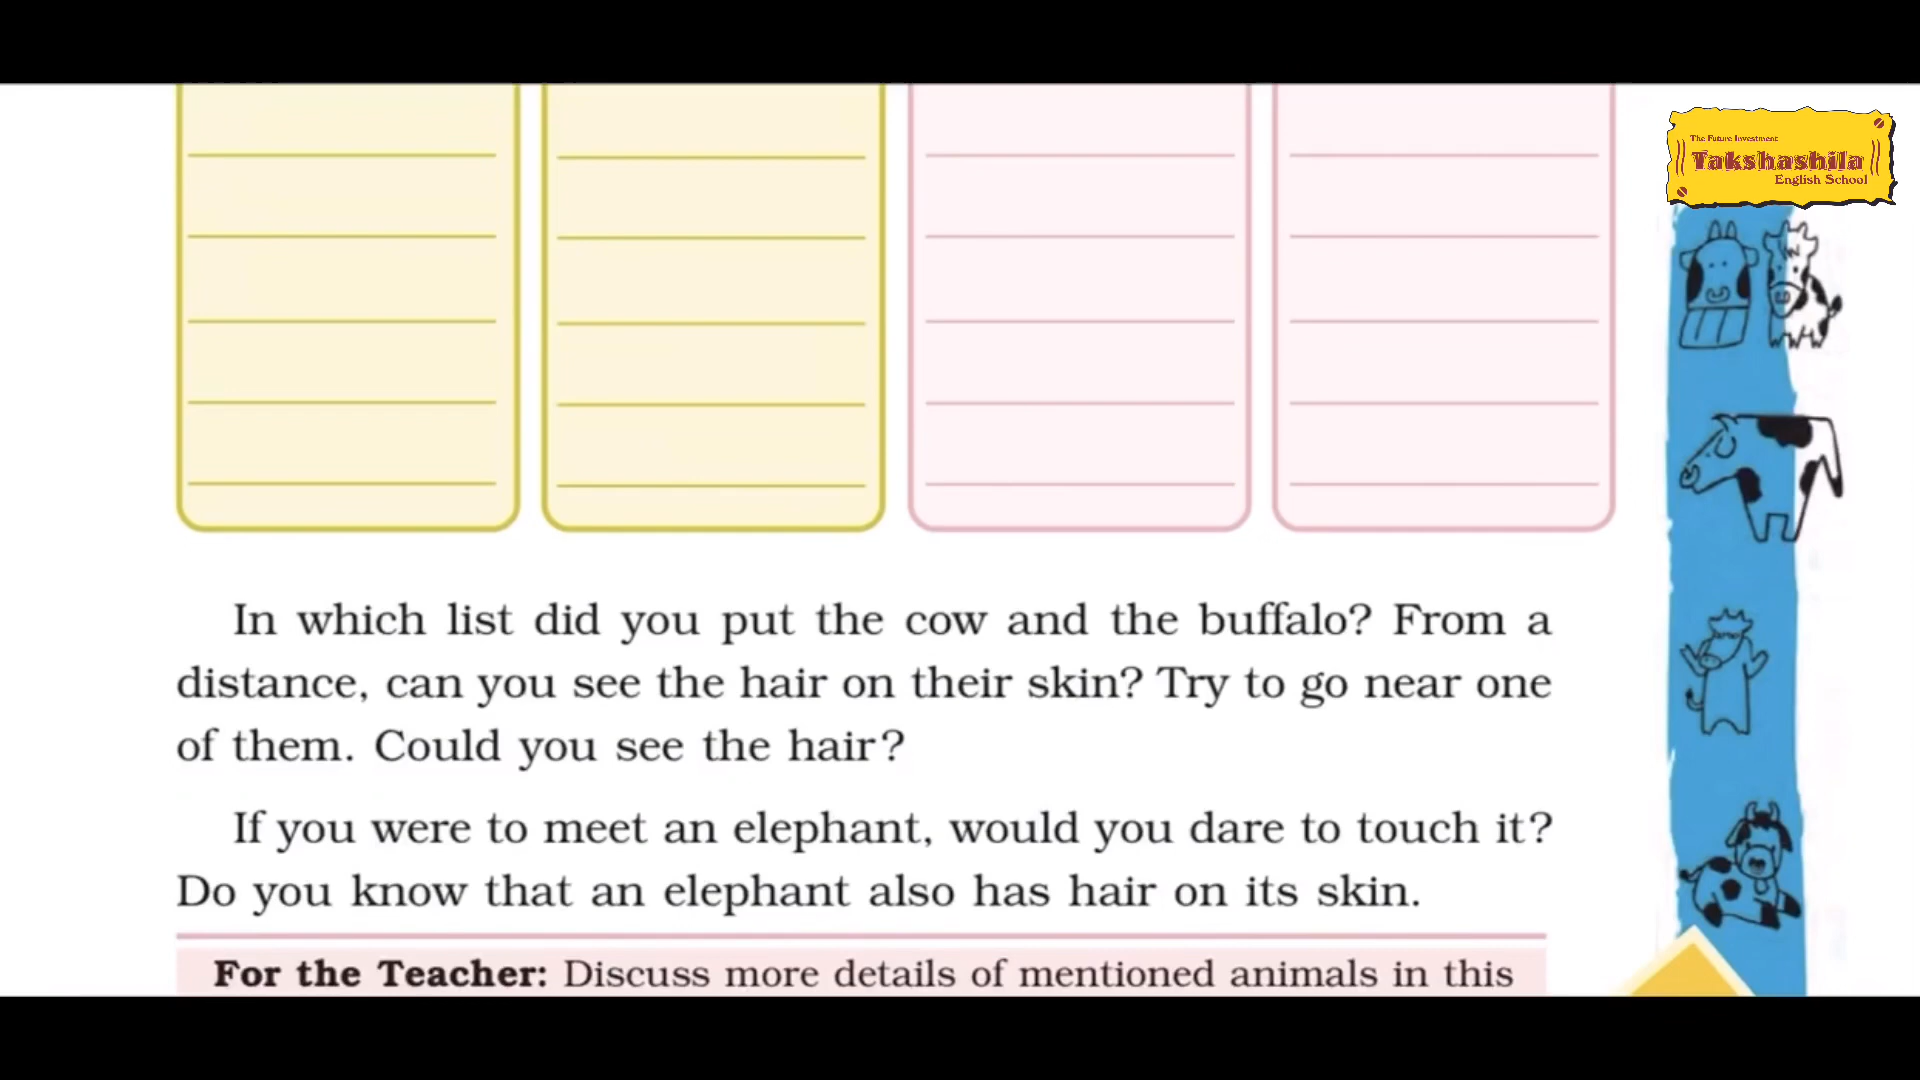 The Future Investment
Takshashila
English School
In which list did you put the cow and the buffalo? From a
distance, can you see the hair on their skin? Try to go near one
of them. Could you see the hair?
If you were to meet an elephant, would you dare to touch it?
Do you know that an elephant also has hair on its skin.
For the Teacher: Discuss more details of mentioned animals in this